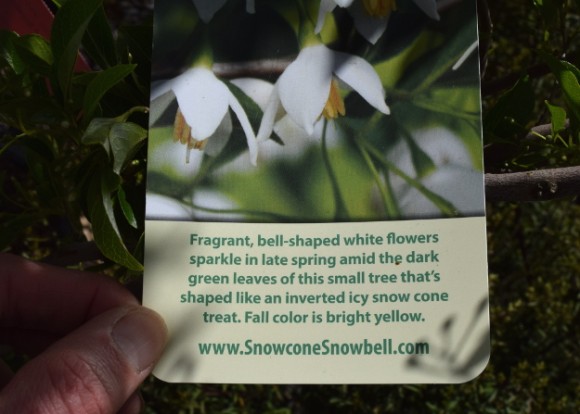 Fragrant, bell-shaped white flowers
sparkle in late spring amid the dark
green leaves of this small tree that's
shaped like an inverted icy snow cone
treat. Fall color is bright yellow.
www.SnowconeSnowbell.com